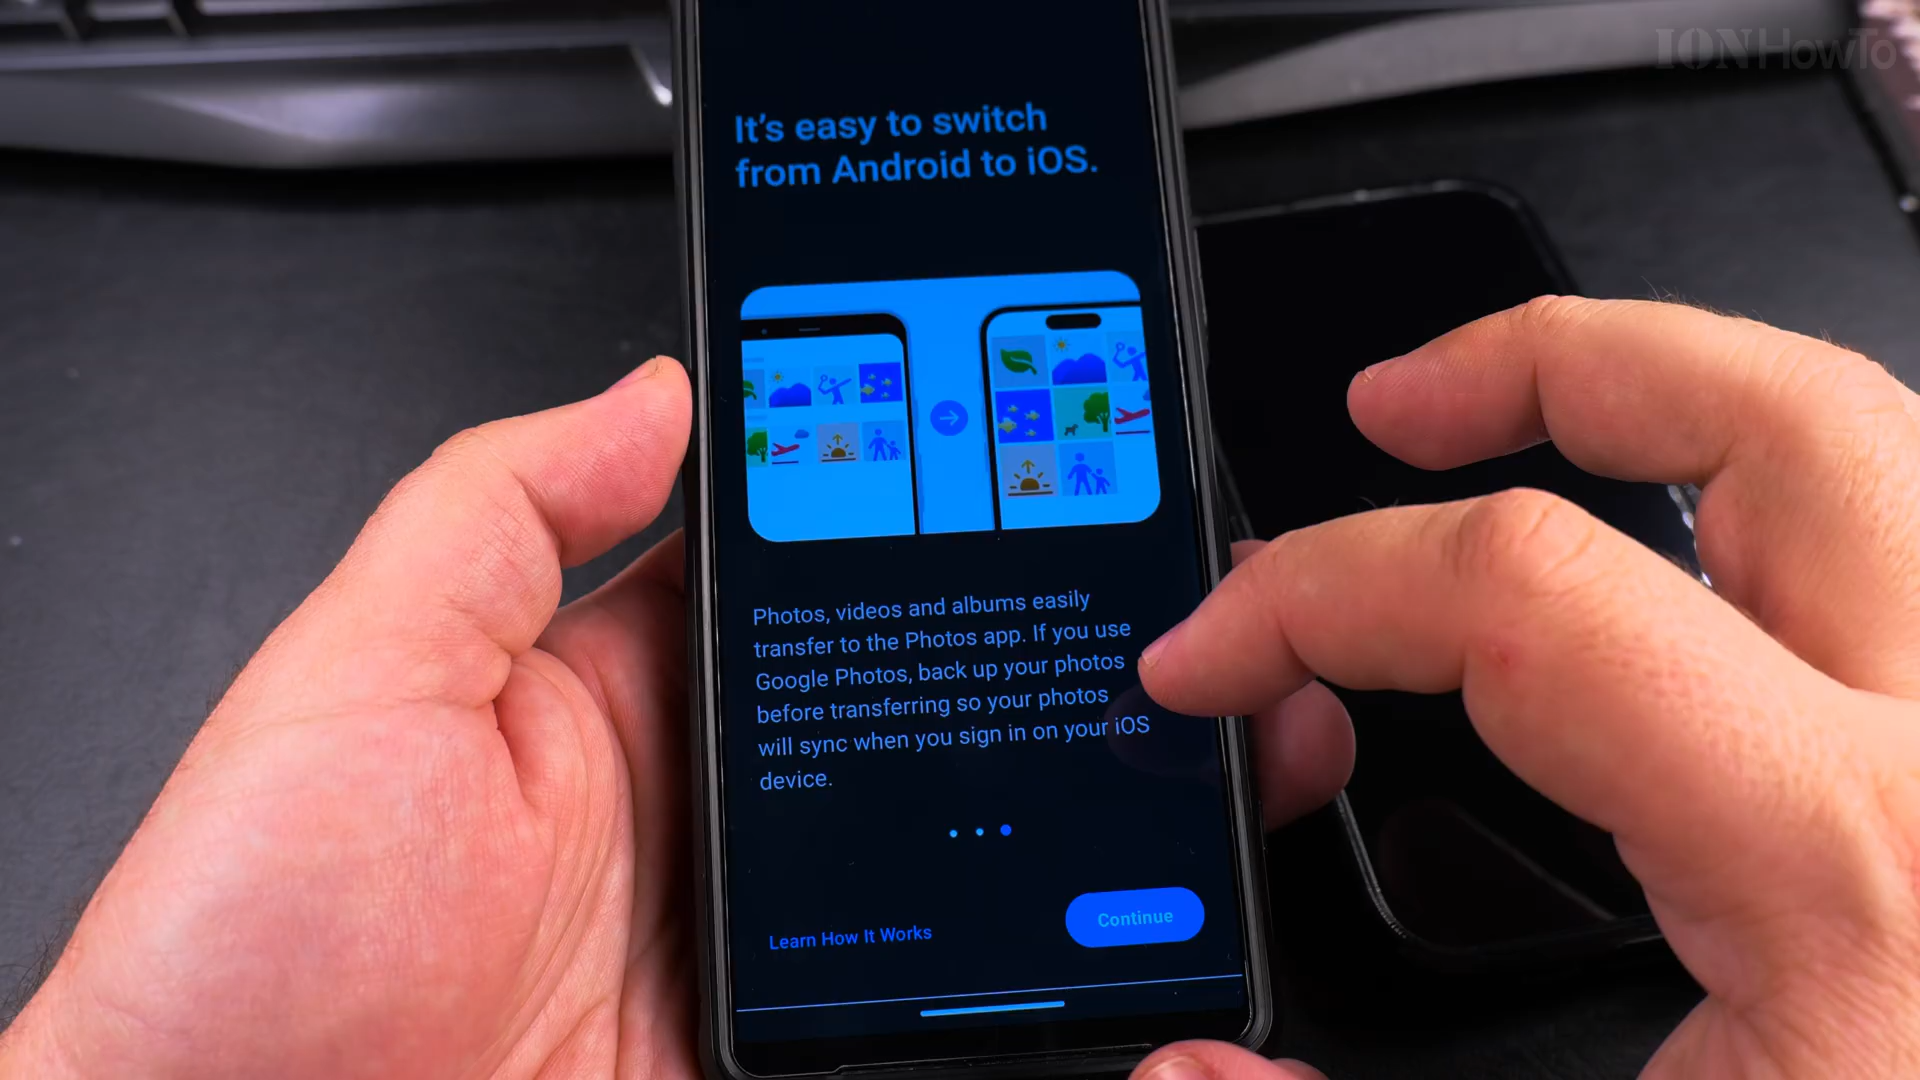 IONHowTo
It’s easy to switch
from Android to iOS.
Photos, videos and albums easily
transfer to the Photos app. If you use
Google Photos, back up your photos
before transferring so your photos
will sync when you sign in on your iOS
device.
Learn How It Works
Continue